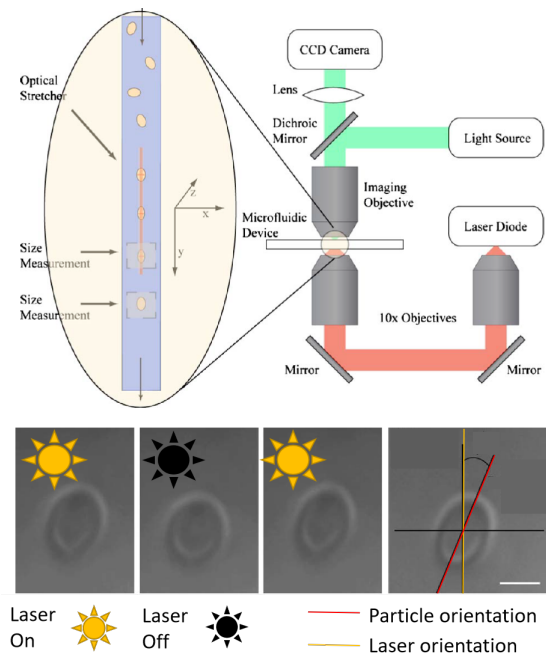 CCD Camera
Lens
Dichroic
Mirror
Light Source
Imaging
Objective
Microfluidic
Device
Laser Diode
10x Objectives
Mirror
Mirror
Optical
Stretcher
z
x
y
Size
Measurement
Size
Measurement
Laser
On
Laser
Off
Particle orientation
Laser orientation